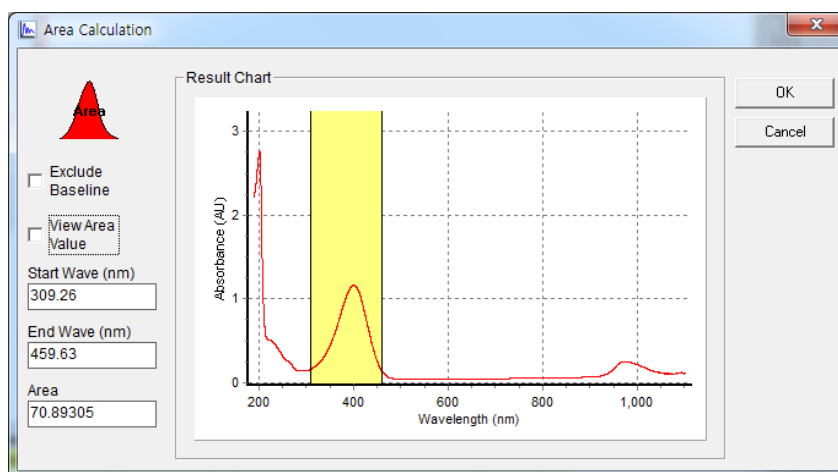 Area Calculation
Area
Exclude
Baseline
View Area
Value
Start Wave (nm)
309.26
End Wave (nm)
459.63
Area
70.89305
Result Chart
Absorbance (AU)
3
2
1
0
200
400
600
800
1,000
Wavelength (nm)
OK
Cancel